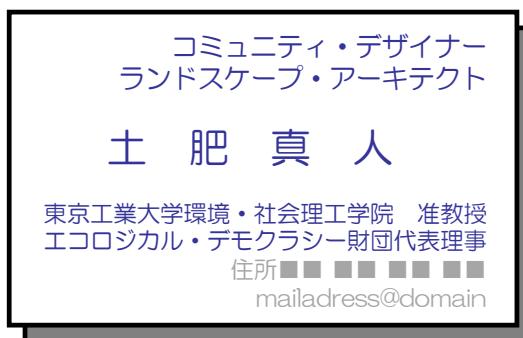 コミュニティ・デザイナー
ランドスケープ・アーキテクト
土 肥 真 人
東京工業大学環境・社会理工学院 准教授
エコロジカル・デモクラシー財団代表理事
住所■■ ■■ ■■ ■■
mailadress@domain